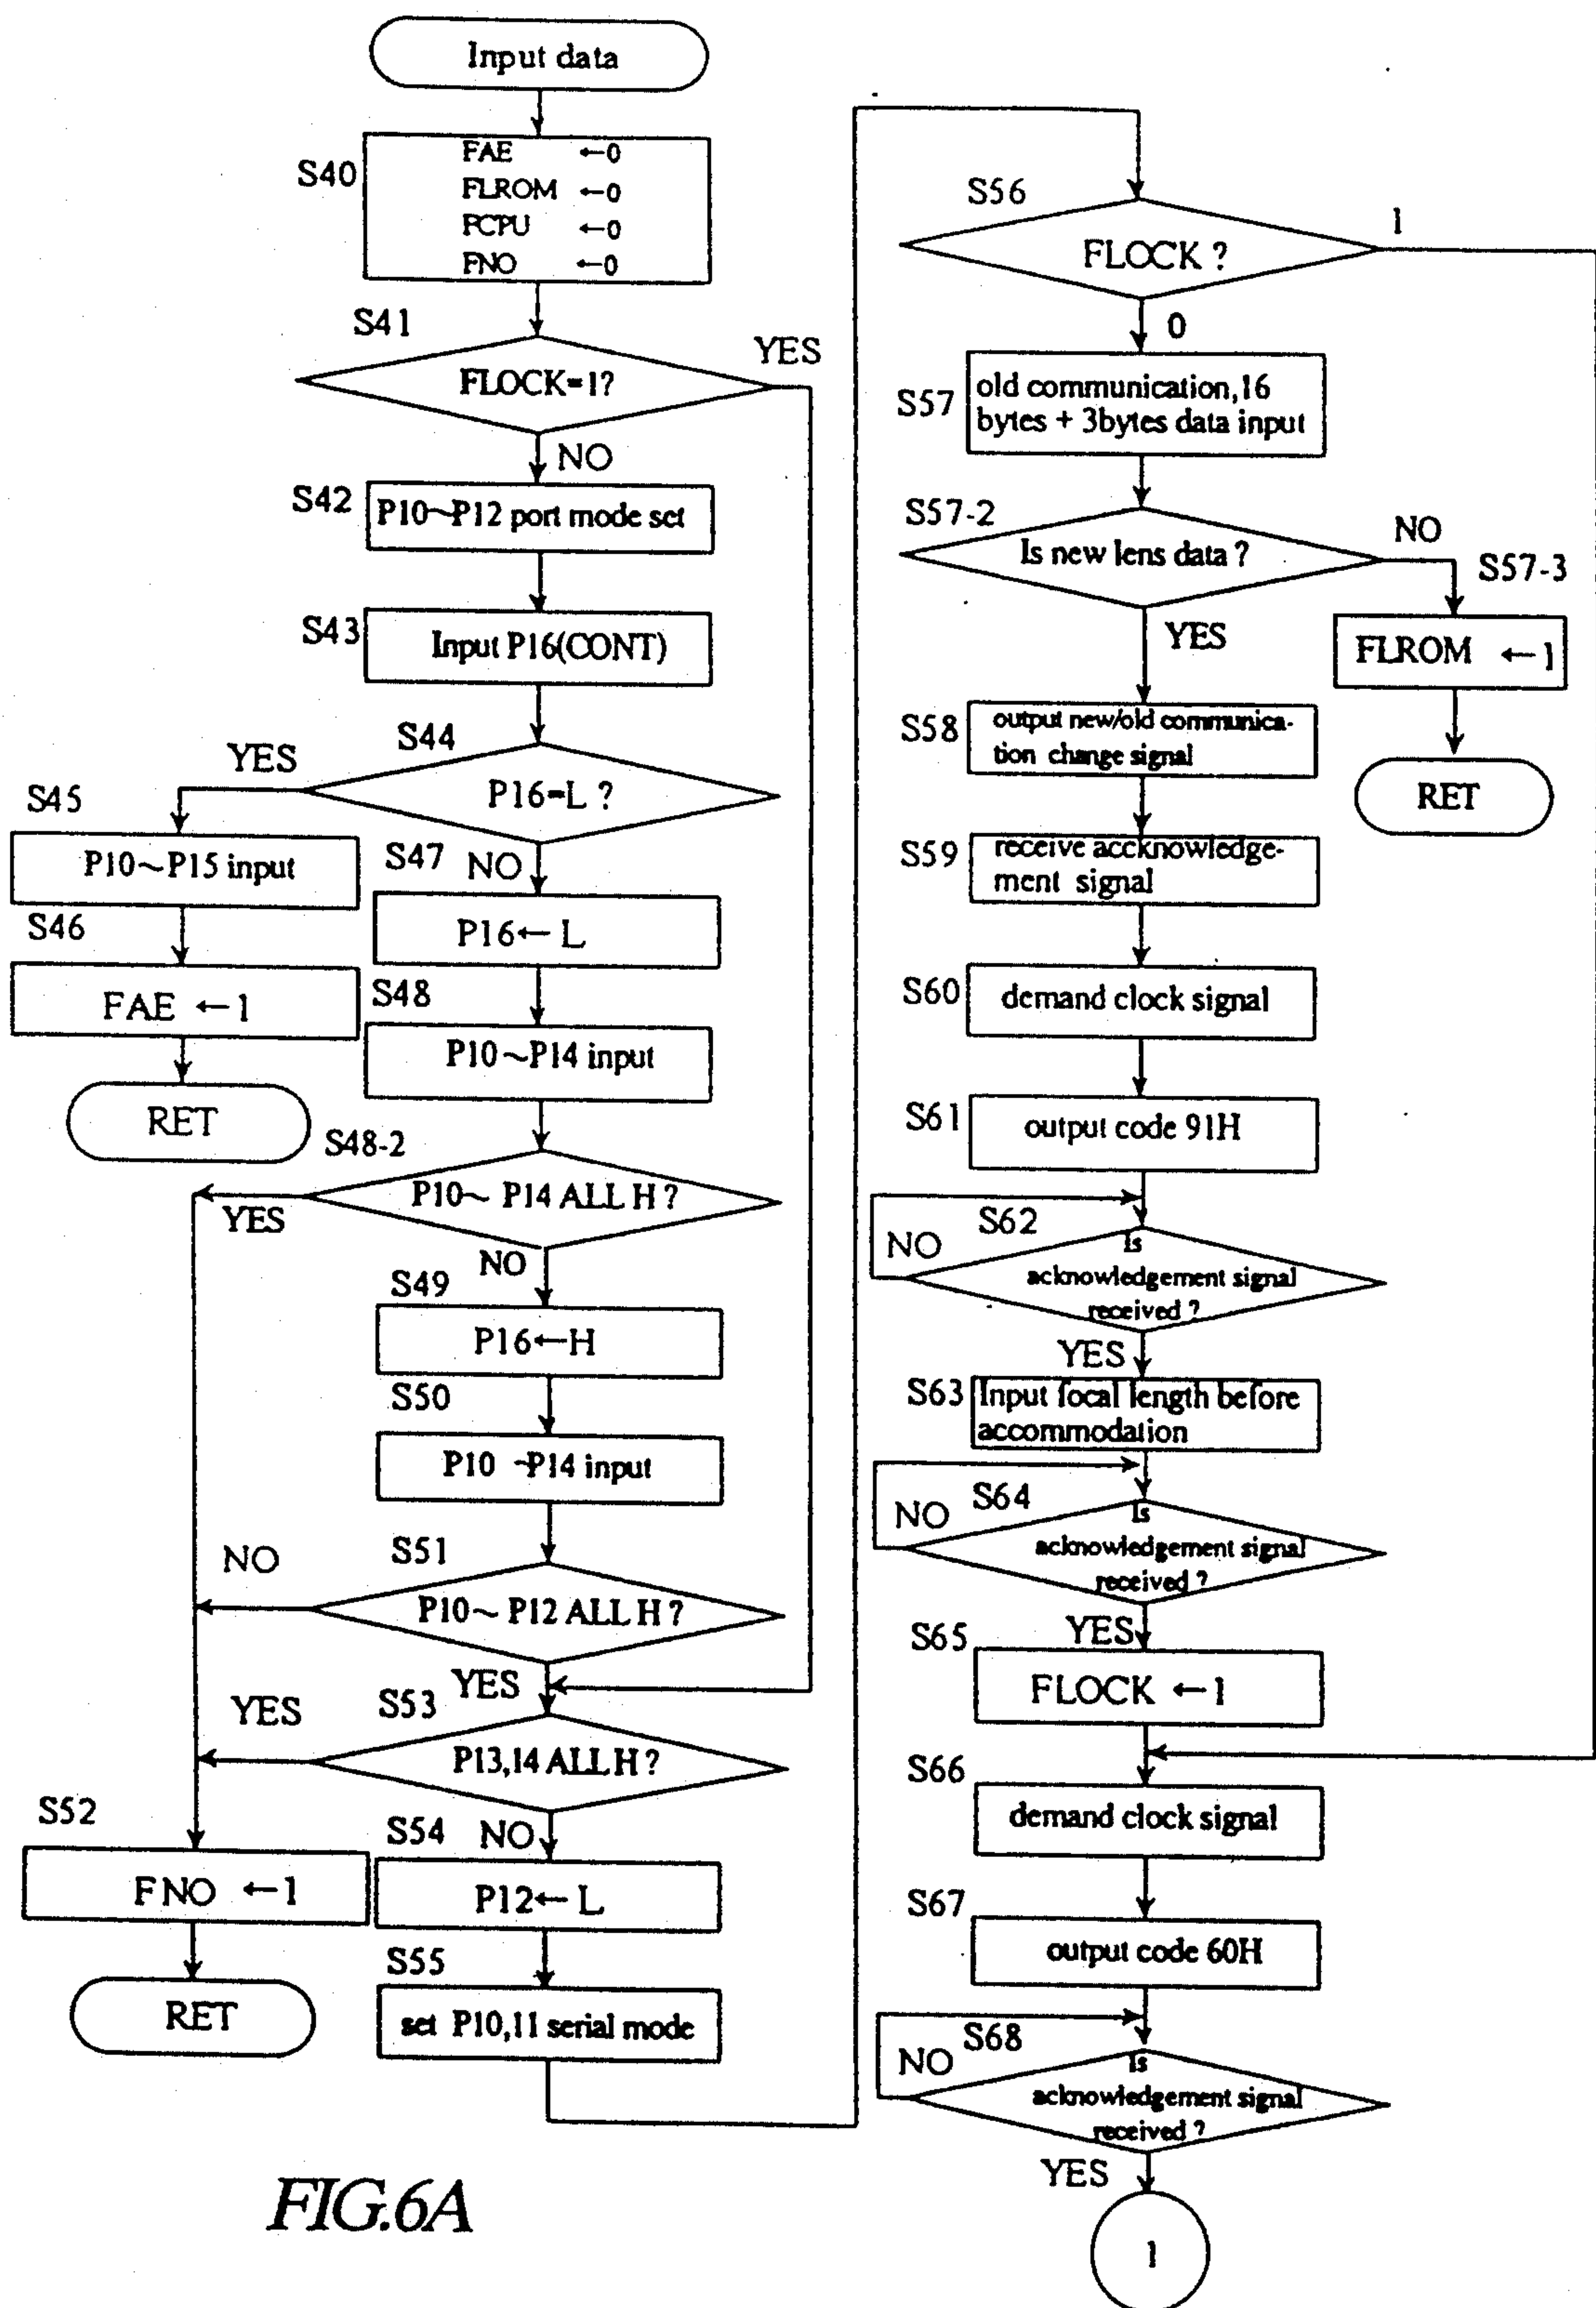 Input data
S40
FAE ←0
FLROM ←0
FCPU ←0
FNO ←0
S41
FLOCK=1?
YES
NO
S42
P10~P12 port mode set
S43
Input P16(CONT)
S44
YES
P16=L ?
S45
P10~P15 input
S46
FAE ←1
RET
S47
NO
P16← L
S48
P10~P14 input
S48-2
P10~ P14 ALL H ?
YES
NO
S49
P16←H
S50
P10 ~P14 input
S51
NO
P10~ P12 ALL H ?
YES
S53
YES
P13,14 ALL H ?
S52
FNO ←1
RET
S54
NO
P12← L
S55
set P10,11 serial mode
S56
FLOCK ?
1
0
S57
old communication,16
bytes + 3bytes data input
S57-2
Is new lens data ?
NO
S57-3
FLROM ←1
RET
YES
S58
output new/old communica-
tion change signal
S59
receive accknowledge-
ment signal
S60
demand clock signal
S61
output code 91H
S62
NO
Is
acknowledgement signal
received ?
YES
S63
Input focal length before
accommodation
S64
NO
Is
acknowledgement signal
received ?
YES
S65
FLOCK ←1
S66
demand clock signal
S67
output code 60H
S68
NO
Is
acknowledgement signal
received ?
YES
1
FIG.6A